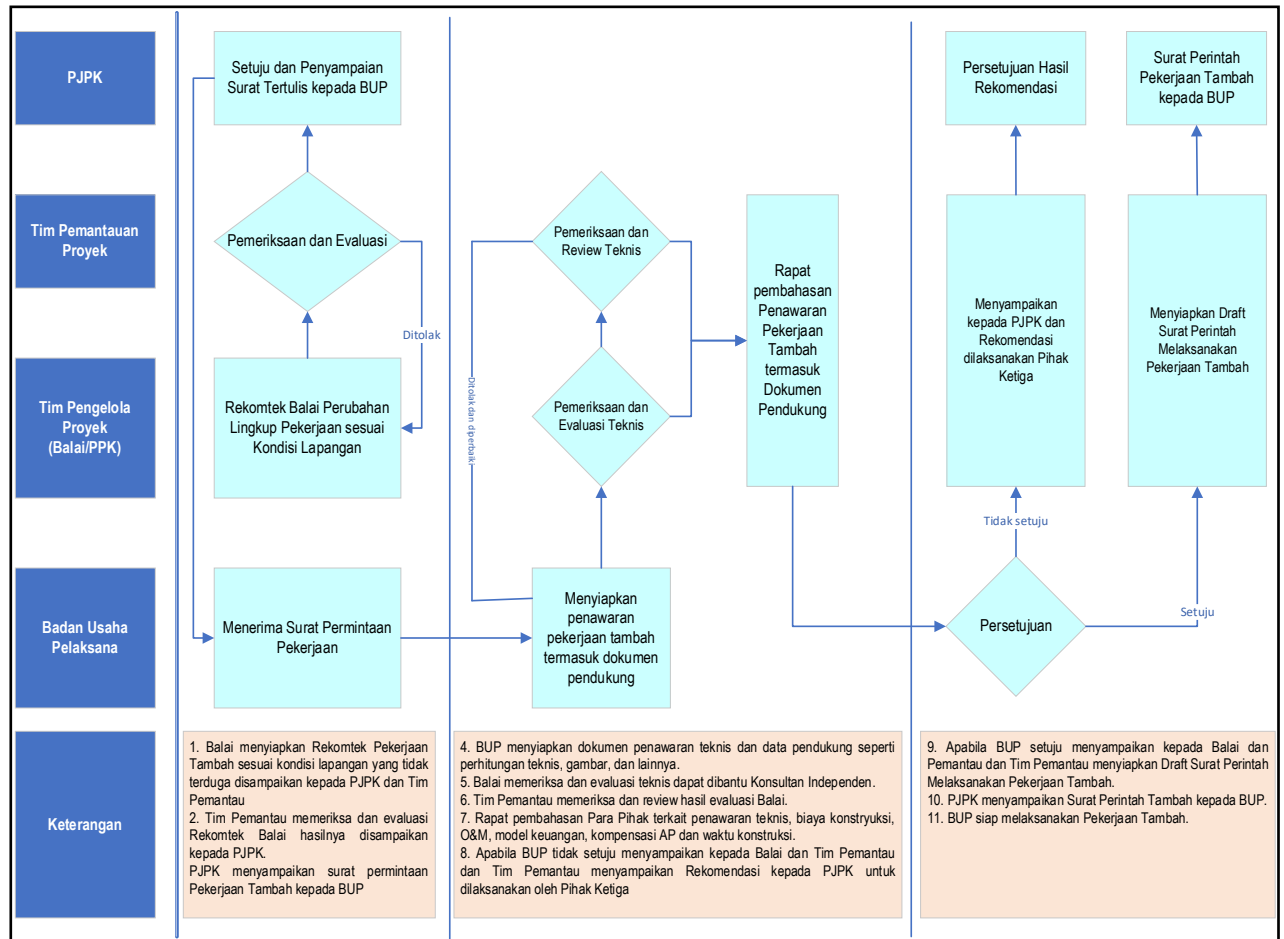 PJPK
Setuju dan Penyampaian
Surat Tertulis kepada BUP
Persetujuan Hasil
Rekomendasi
Surat Perintah
Pekerjaan Tambah
kepada BUP
Tim Pemantauan
Proyek
Pemeriksaan dan Evaluasi
Ditolak
Pemeriksaan dan
Review Teknis
Rapat
pembahasan
Penawaran
Pekerjaan
Tambah
termasuk
Dokumen
Pendukung
Menyampaikan
kepada PJPK dan
Rekomendasi
dilaksanakan Pihak
Ketiga
Menyiapkan Draft
Surat Perintah
Melaksanakan
Pekerjaan Tambah
Tim Pengelola
Proyek
(Balai/PPK)
Rekomtek Balai Perubahan
Lingkup Pekerjaan sesuai
Kondisi Lapangan
Ditolak dan diperbaiki
Pemeriksaan dan
Evaluasi Teknis
Tidak setuju
Badan Usaha
Pelaksana
Menerima Surat Permintaan
Pekerjaan
Menyiapkan
penawaran
pekerjaan tambah
termasuk dokumen
pendukung
Persetujuan
Setuju
Keterangan
1. Balai menyiapkan Rekomtek Pekerjaan
Tambah sesuai kondisi lapangan yang tidak
terduga disampaikan kepada PJPK dan Tim
Pemantau
2. Tim Pemantau memeriksa dan evaluasi
Rekomtek Balai hasilnya disampaikan
kepada PJPK.
PJPK menyampaikan surat permintaan
Pekerjaan Tambah kepada BUP
4. BUP menyiapkan dokumen penawaran teknis dan data pendukung seperti
perhitungan teknis, gambar, dan lainnya.
5. Balai memeriksa dan evaluasi teknis dapat dibantu Konsultan Independen.
6. Tim Pemantau memeriksa dan review hasil evaluasi Balai.
7. Rapat pembahasan Para Pihak terkait penawaran teknis, biaya konstryuksi,
O&M, model keuangan, kompensasi AP dan waktu konstruksi.
8. Apabila BUP tidak setuju menyampaikan kepada Balai dan Tim Pemantau
dan Tim Pemantau menyampaikan Rekomendasi kepada PJPK untuk
dilaksanakan oleh Pihak Ketiga
9. Apabila BUP setuju menyampaikan kepada Balai dan
Pemantau dan Tim Pemantau menyiapkan Draft Surat Perintah
Melaksanakan Pekerjaan Tambah.
10. PJPK menyampaikan Surat Perintah Tambah kepada BUP.
11. BUP siap melaksanakan Pekerjaan Tambah.